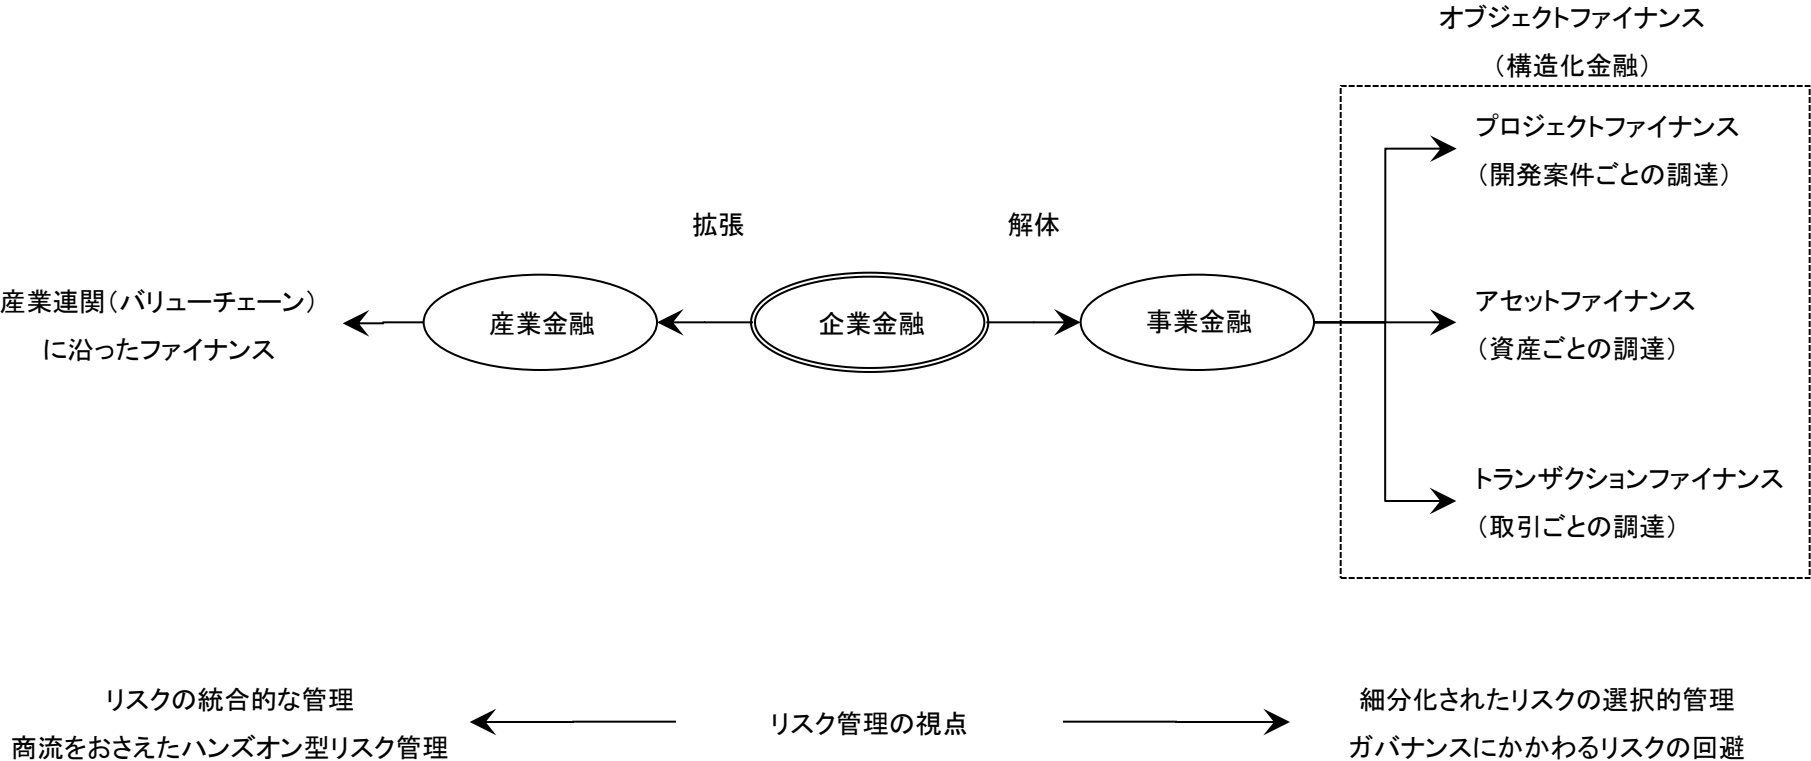 オブジェクトファイナンス
（構造化金融）
プロジェクトファイナンス
（開発案件ごとの調達）
拡張
解体
産業連関（バリューチェーン）
に沿ったファイナンス
産業金融
企業金融
事業金融
アセットファイナンス
（資産ごとの調達）
トランザクションファイナンス
（取引ごとの調達）
リスクの統合的な管理
商流をおさえたハンズオン型リスク管理
リスク管理の視点
細分化されたリスクの選択的管理
ガバナンスにかかわるリスクの回避